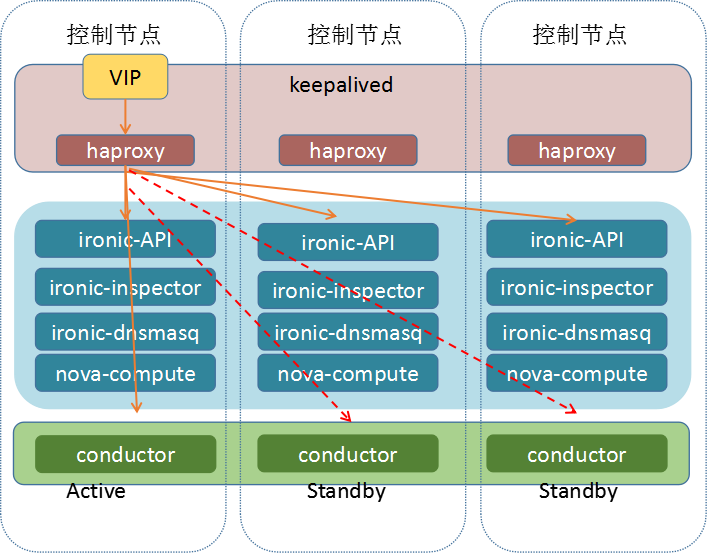 控制节点
控制节点
控制节点
VIP
keepalived
haproxy
haproxy
haproxy
ironic-API
ironic-API
ironic-API
ironic-inspector
ironic-inspector
ironic-inspector
ironic-dnsmasq
ironic-dnsmasq
ironic-dnsmasq
nova-compute
nova-compute
nova-compute
conductor
conductor
conductor
Active
Standby
Standby